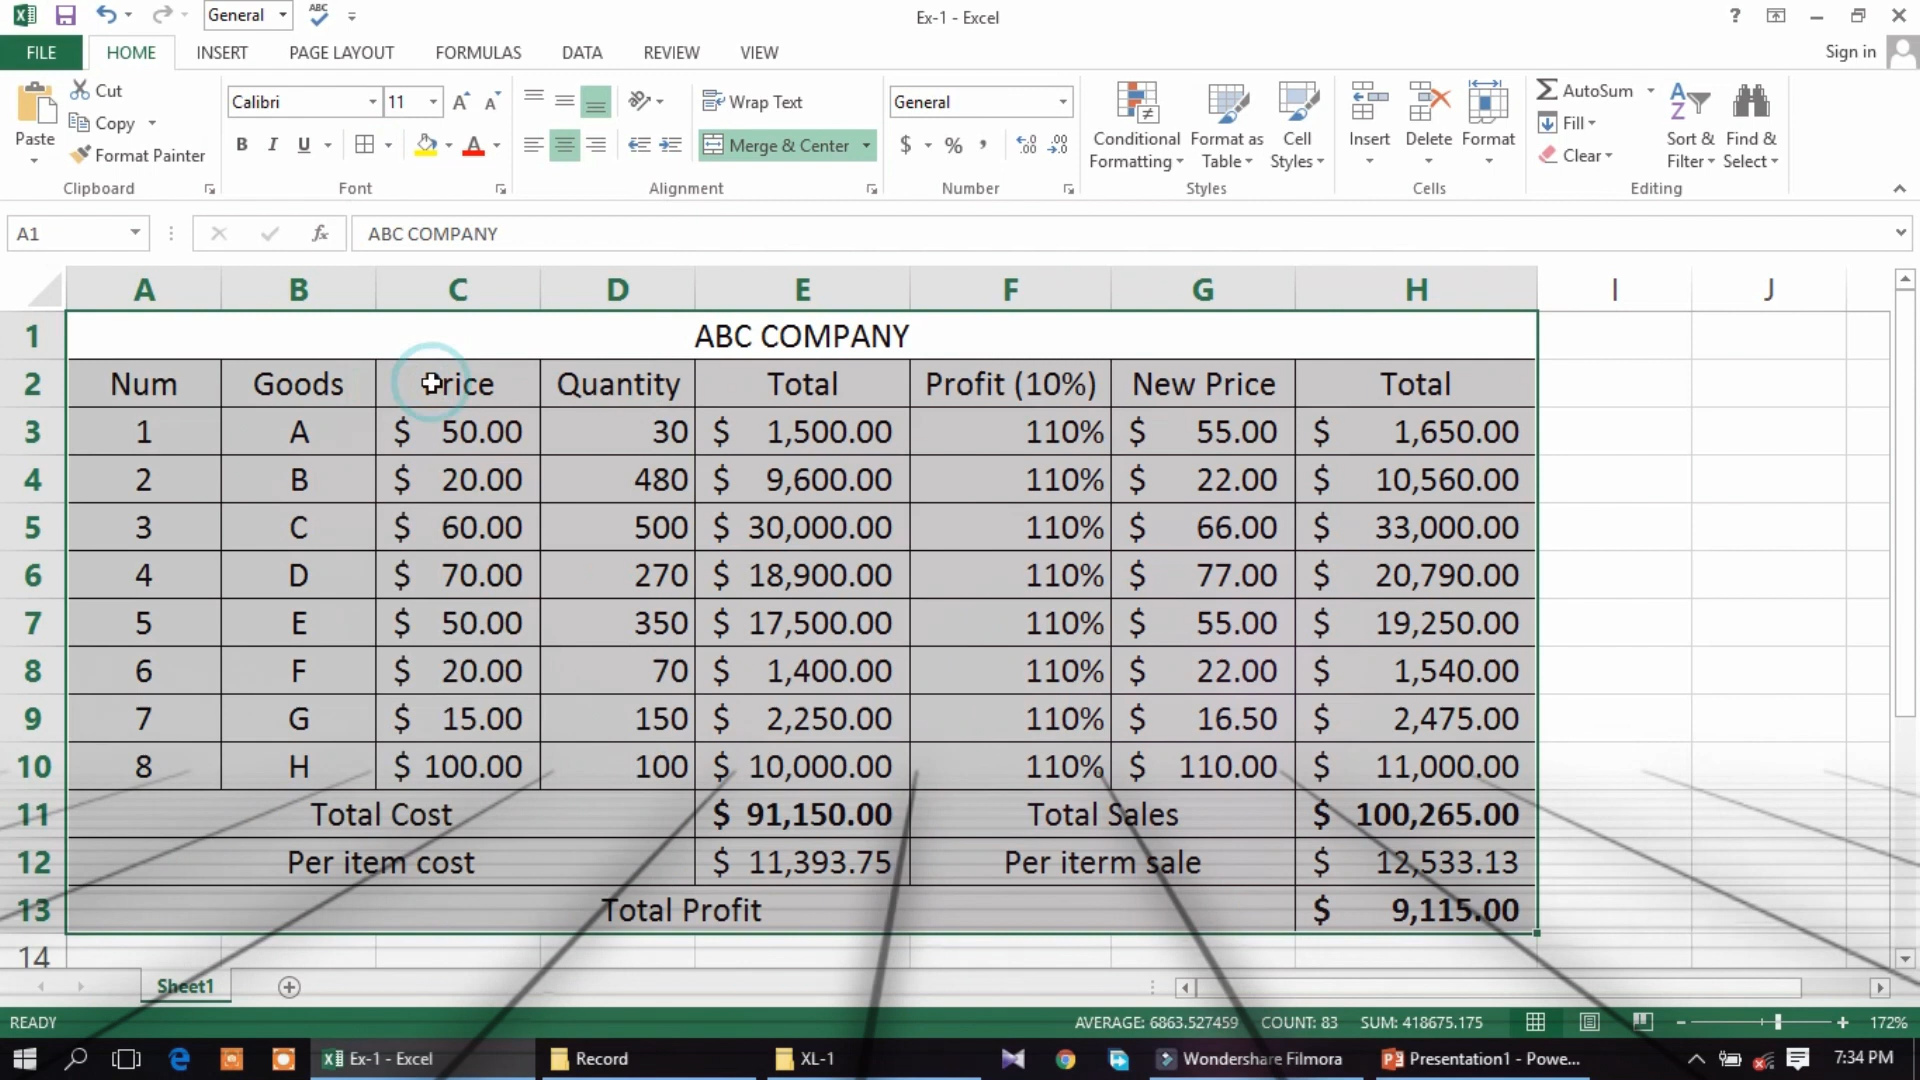 General ABC Ex-1 - Excel ?
FILE HOME INSERT PAGE LAYOUT FORMULAS DATA REVIEW VIEW Sign in
Paste Cut Copy Format Painter
Calibri 11 A A
B I U A
Wrap Text
Merge & Center
General
$ % ,
Conditional Formatting Format as Table Cell Styles
Insert Delete Format
AutoSum Fill Clear
Sort & Filter Find & Select
Clipboard Font Alignment Number Styles Cells Editing
A1 fx ABC COMPANY
A B C D E F G H I J
1 ABC COMPANY
2 Num Goods Price Quantity Total Profit (10%) New Price Total
3 1 A $ 50.00 30 $ 1,500.00 110% $ 55.00 $ 1,650.00
4 2 B $ 20.00 480 $ 9,600.00 110% $ 22.00 $ 10,560.00
5 3 C $ 60.00 500 $ 30,000.00 110% $ 66.00 $ 33,000.00
6 4 D $ 70.00 270 $ 18,900.00 110% $ 77.00 $ 20,790.00
7 5 E $ 50.00 350 $ 17,500.00 110% $ 55.00 $ 19,250.00
8 6 F $ 20.00 70 $ 1,400.00 110% $ 22.00 $ 1,540.00
9 7 G $ 15.00 150 $ 2,250.00 110% $ 16.50 $ 2,475.00
10 8 H $ 100.00 100 $ 10,000.00 110% $ 110.00 $ 11,000.00
11 Total Cost $ 91,150.00 Total Sales $ 100,265.00
12 Per item cost $ 11,393.75 Per iterm sale $ 12,533.13
13 Total Profit $ 9,115.00
14
Sheet1
READY AVERAGE: 6863.527459 COUNT: 83 SUM: 418675.175 172%
Ex-1 - Excel Record XL-1 Wondershare Filmora Presentation1 - Powe... 7:34 PM